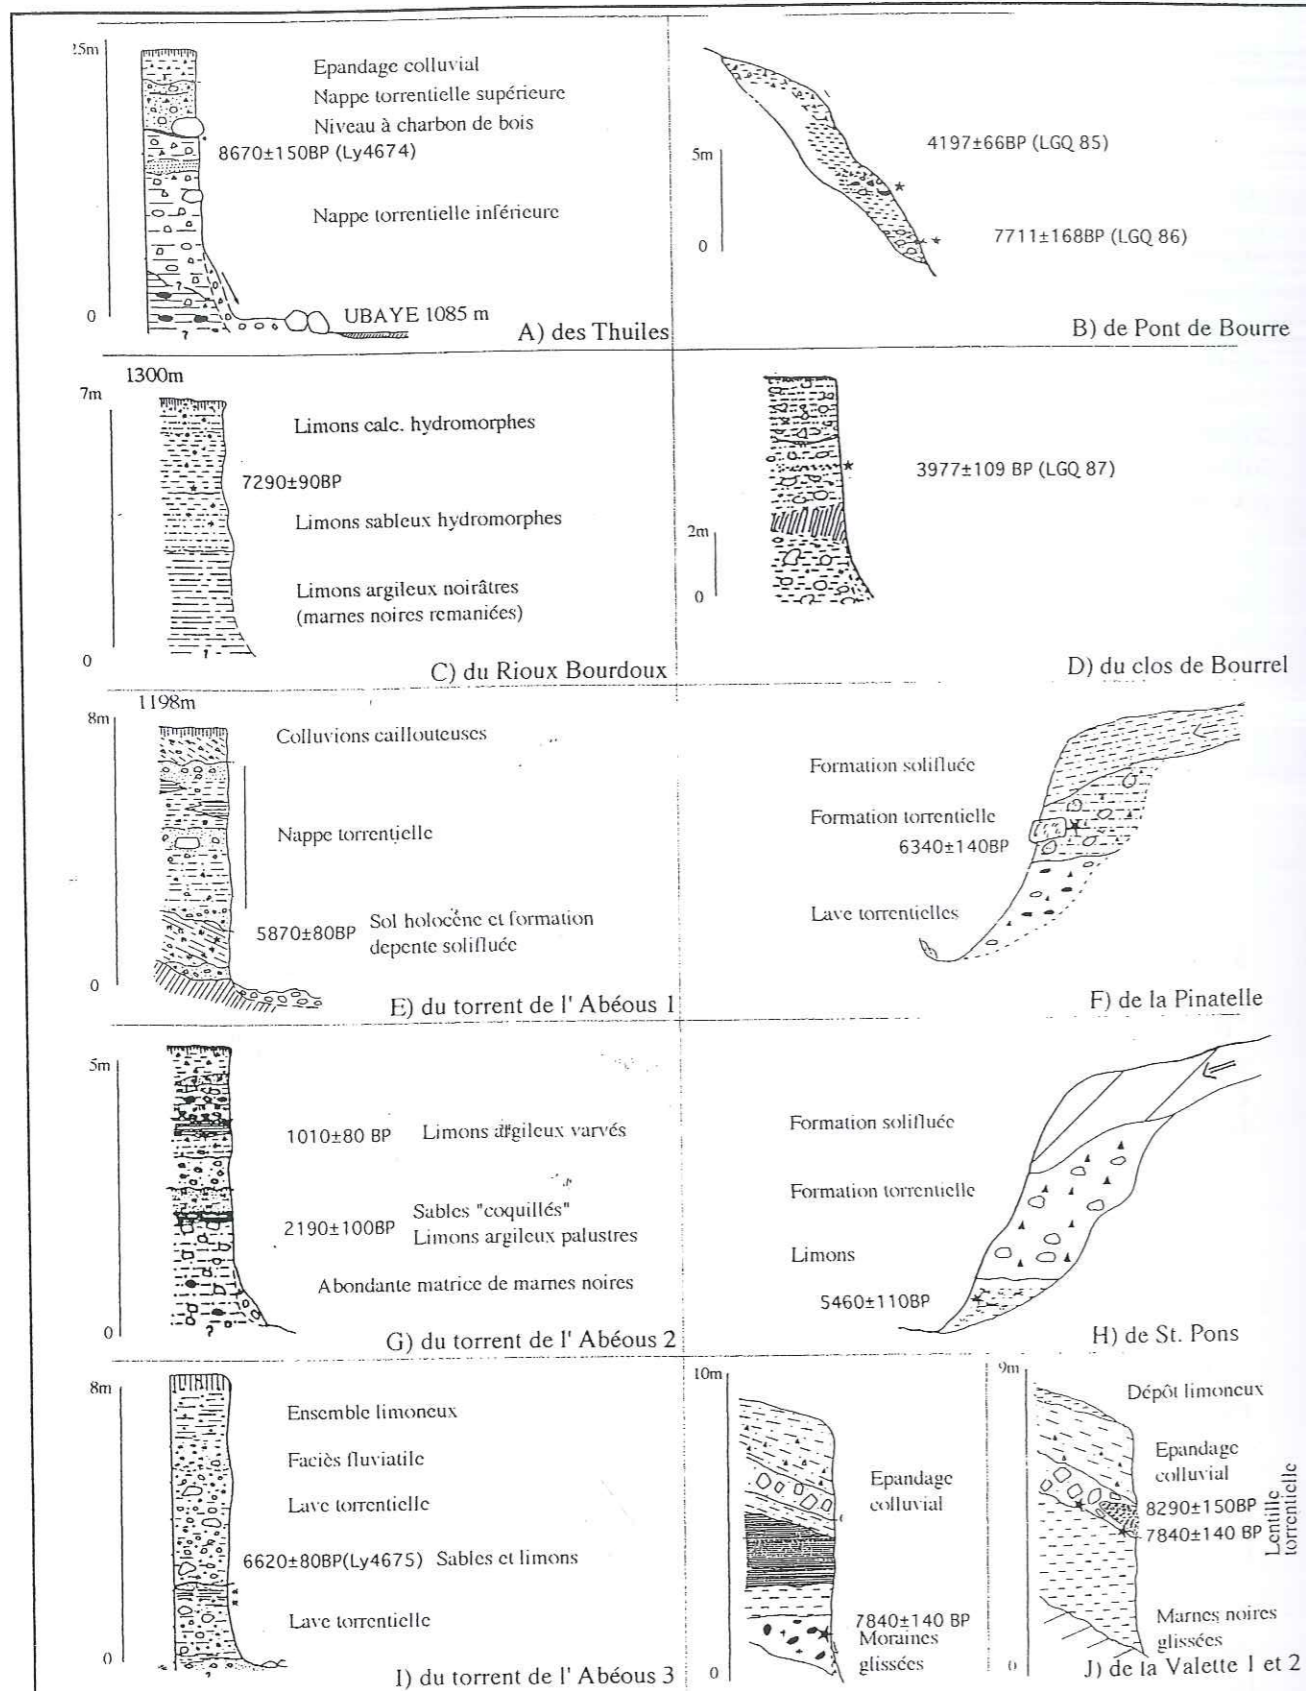 25m
Epandage colluvial
Nappe torrentielle supérieure
Niveau à charbon de bois
8670±150BP (Ly4674)
Nappe torrentielle inférieure
?
0
UBAYE 1085 m
?
A) des Thuiles
5m
4197±66BP (LGQ 85)
0
7711±168BP (LGQ 86)
B) de Pont de Bourre
1300m
7m
Limons calc. hydromorphes
7290±90BP
Limons sableux hydromorphes
Limons argileux noirâtres
(marnes noires remaniées)
0
?
C) du Rioux Bourdoux
3977±109 BP (LGQ 87)
2m
0
D) du clos de Bourrel
1198m
8m
Colluvions caillouteuses
Nappe torrentielle
5870±80BP
Sol holocène et formation
depente solifluée
0
E) du torrent de l' Abéous 1
Formation solifluée
Formation torrentielle
6340±140BP
Lave torrentielles
F) de la Pinatelle
5m
1010±80 BP
Limons argileux varvés
2190±100BP
Sables "coquillés"
Limons argileux palustres
Abondante matrice de marnes noires
0
?
G) du torrent de l' Abéous 2
Formation solifluée
Formation torrentielle
Limons
5460±110BP
H) de St. Pons
8m
Ensemble limoneux
Faciès fluviatile
Lave torrentielle
6620±80BP(Ly4675) Sables et limons
Lave torrentielle
0
?
I) du torrent de l' Abéous 3
10m
Epandage
colluvial
7840±140 BP
Moraines
glissées
0
9m
Dépôt limoneux
Epandage
colluvial
8290±150BP
7840±140 BP
Lentille
torrentielle
Marnes noires
glissées
0
J) de la Valette 1 et 2